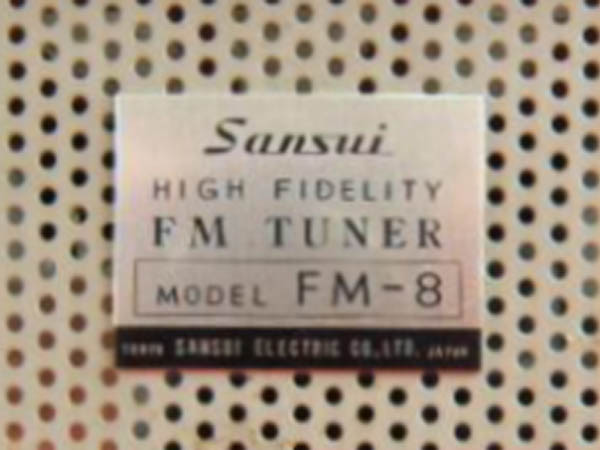 Sansui
HIGH FIDELITY
FM TUNER
MODEL FM-8
TOKYO SANSUI ELECTRIC CO.,LTD. JAPAN